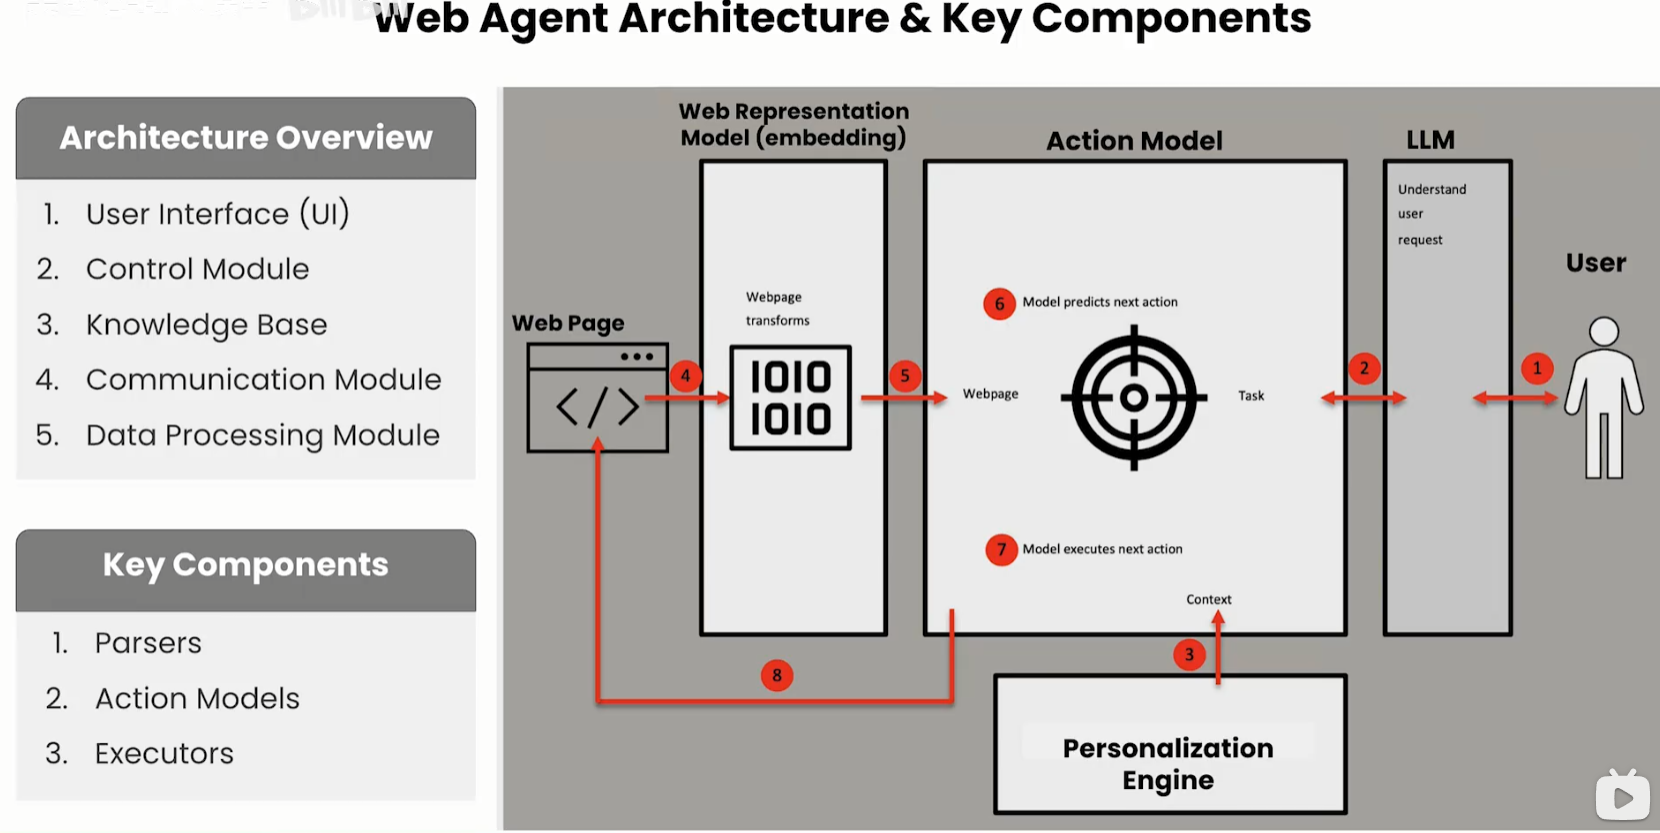 Web Agent Architecture & Key Components
Architecture Overview
1. User Interface (UI)
2. Control Module
3. Knowledge Base
4. Communication Module
5. Data Processing Module
Key Components
1. Parsers
2. Action Models
3. Executors
Web Representation
Model (embedding)
Action Model
LLM
Understand
user
request
User
Web Page
Webpage
transforms
1010
1010
</>
4
5
6 Model predicts next action
Webpage
Task
2
1
7 Model executes next action
Context
3
8
Personalization
Engine